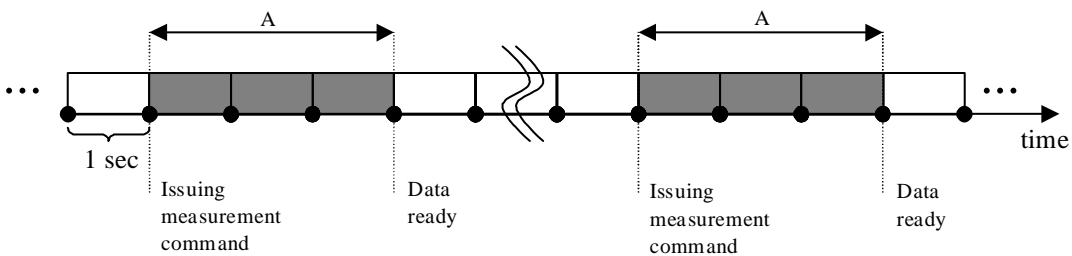 A
A
...
...
1 sec
time
Issuing
measurement
command
Data
ready
Issuing
measurement
command
Data
ready